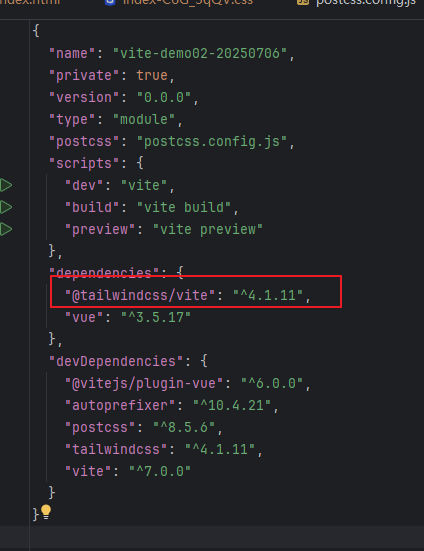 index-C6G_5qQV.css
postcss.config.js
{
"name": "vite-demo02-20250706",
"private": true,
"version": "0.0.0",
"type": "module",
"postcss": "postcss.config.js",
"scripts": {
"dev": "vite",
"build": "vite build",
"preview": "vite preview"
},
"dependencies": {
"@tailwindcss/vite": "^4.1.11",
"vue": "^3.5.17"
},
"devDependencies": {
"@vitejs/plugin-vue": "^6.0.0",
"autoprefixer": "^10.4.21",
"postcss": "^8.5.6",
"tailwindcss": "^4.1.11",
"vite": "^7.0.0"
}
}